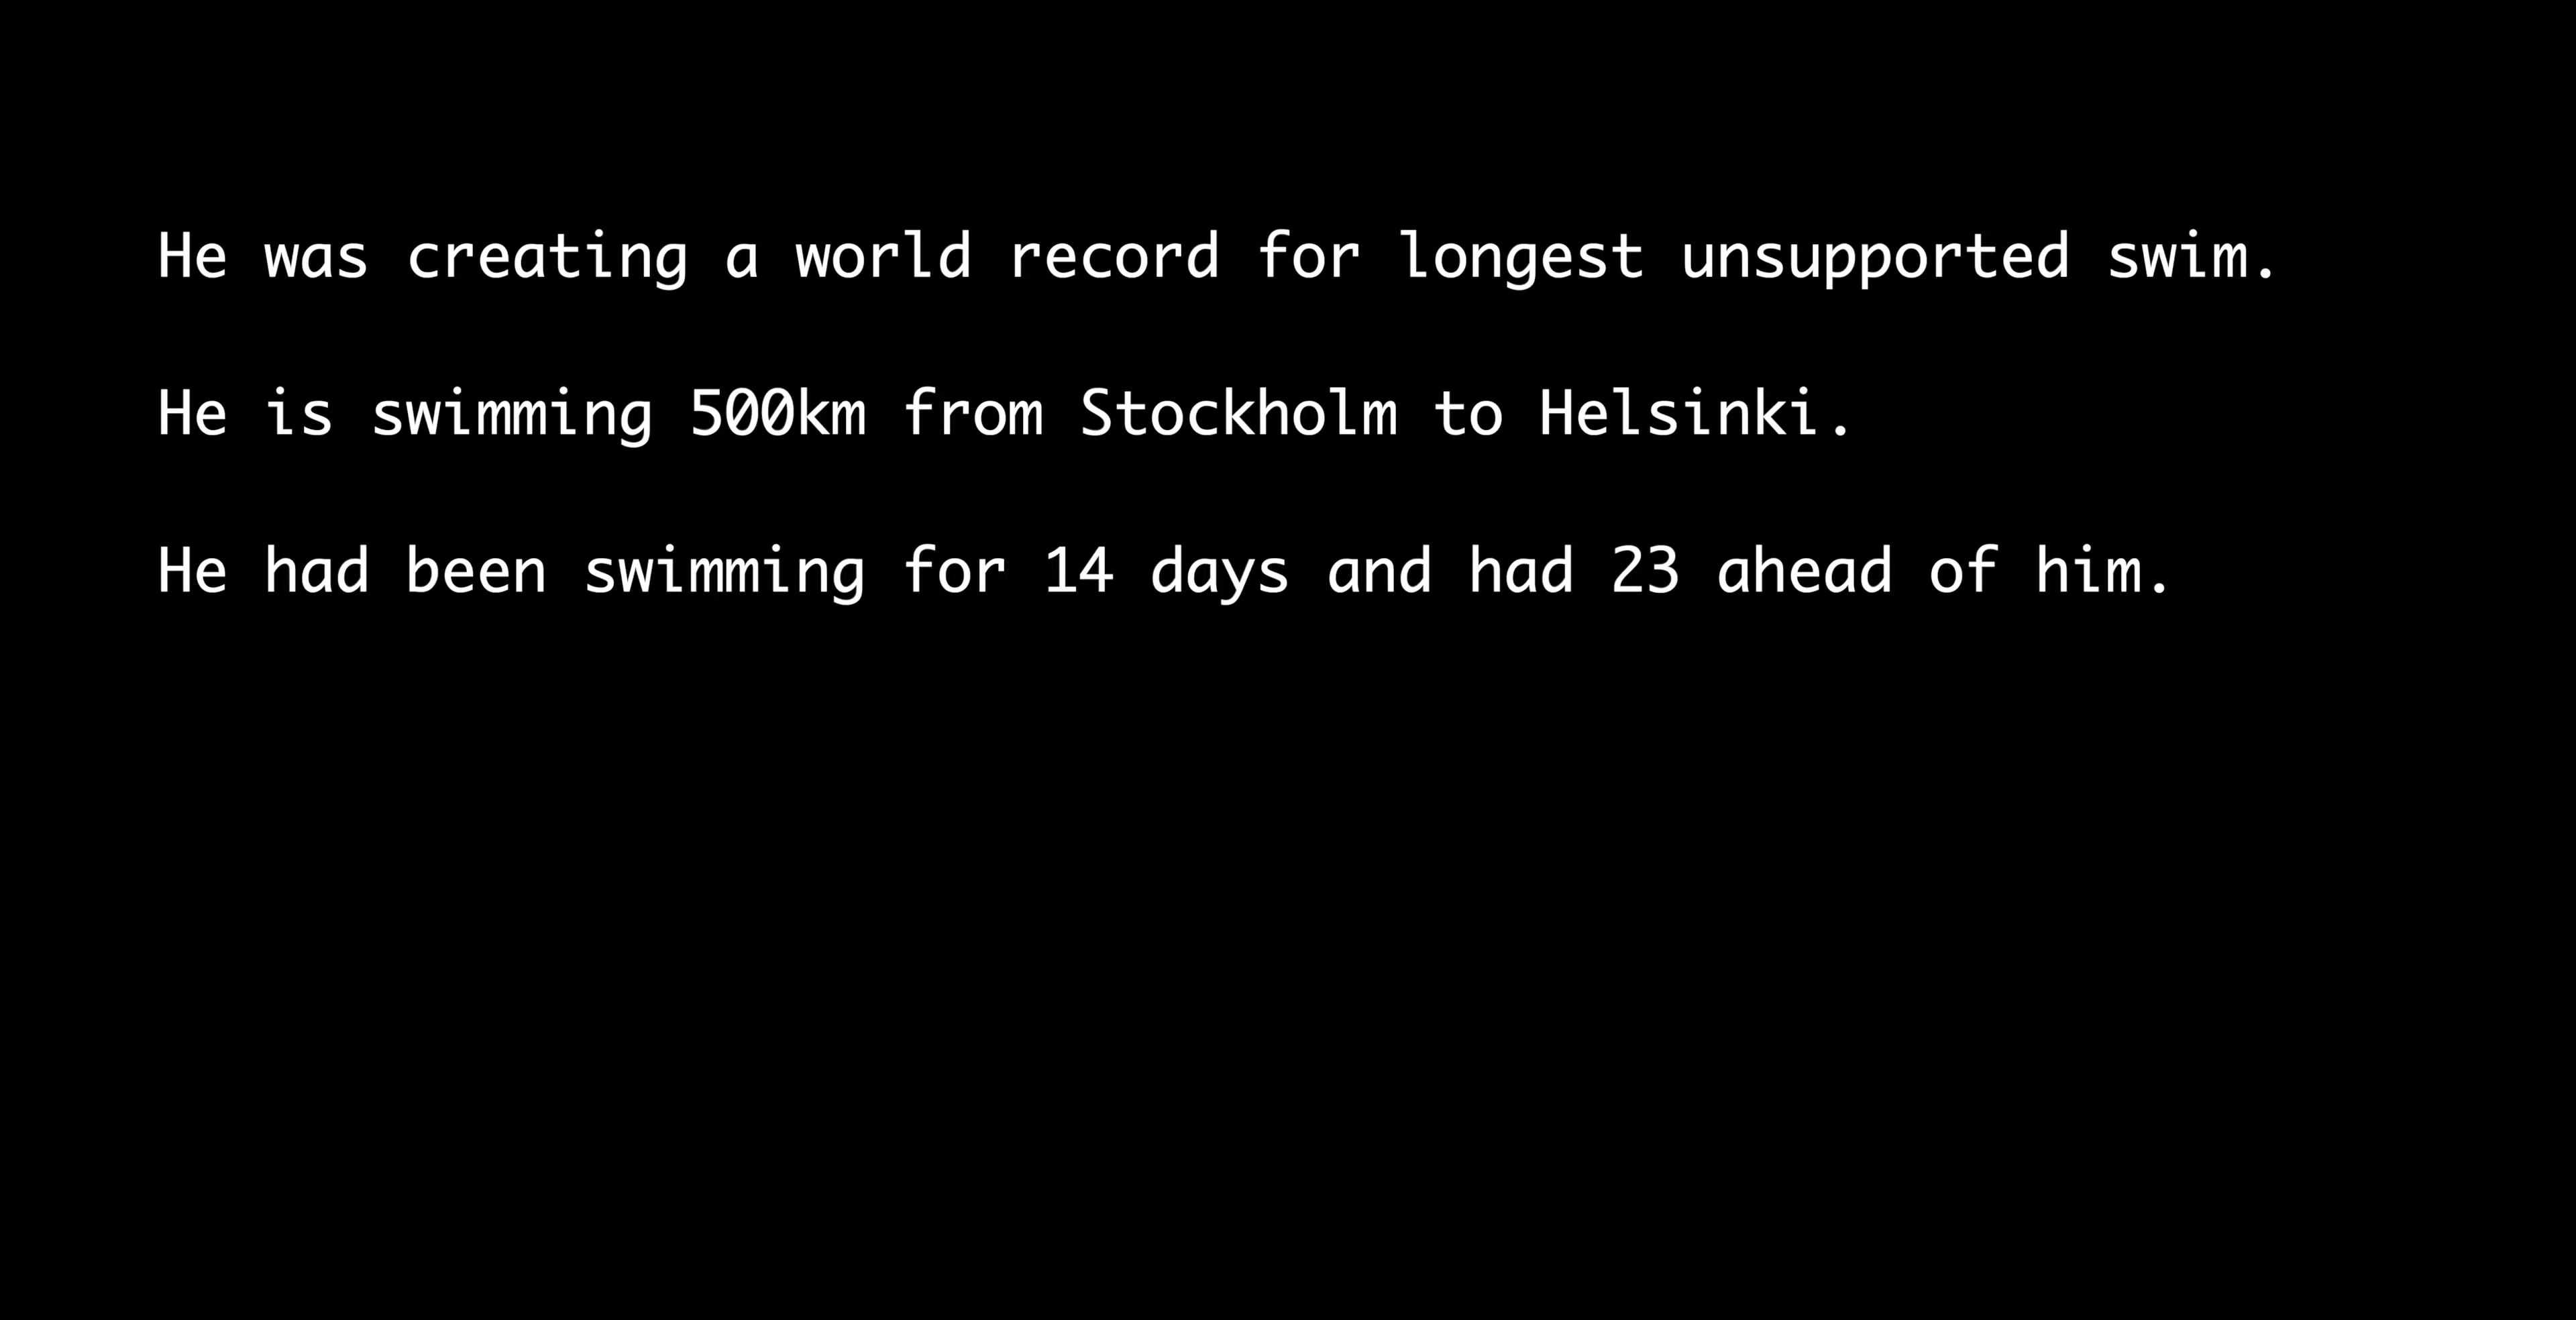 He was creating a world record for longest unsupported swim.
He is swimming 500km from Stockholm to Helsinki.
He had been swimming for 14 days and had 23 ahead of him.